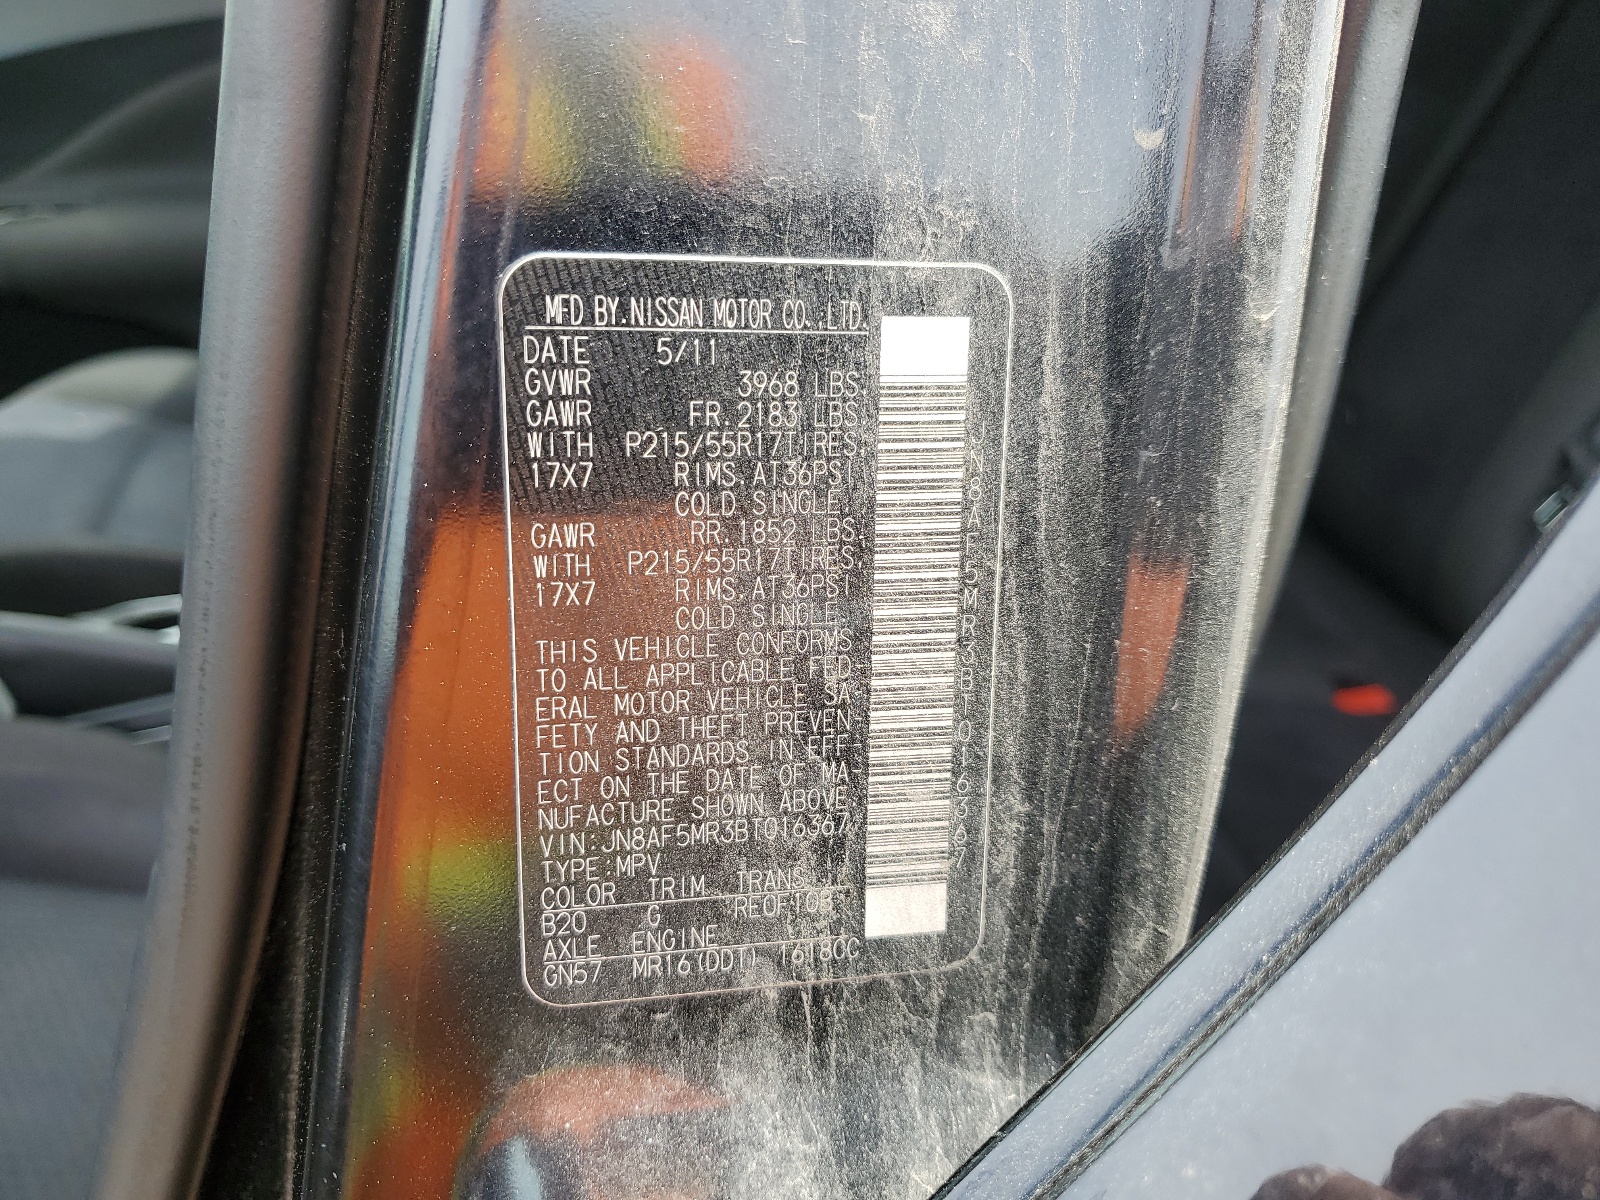 MFD BY.NISSAN MOTOR CO.,LTD.
DATE 5/11
GVWR 3968 LBS.
GAWR FR. 2183 LBS.
WITH P215/55R17TIRES.
17X7 RIMS. AT36PSI
COLD SINGLE
GAWR RR. 1852 LBS.
WITH P215/55R17TIRES.
17X7 RIMS. AT36PSI
COLD SINGLE
THIS VEHICLE CONFORMS
TO ALL APPLICABLE FED-
ERAL MOTOR VEHICLE SA-
FETY AND THEFT PREVEN-
TION STANDARDS IN EFF-
ECT ON THE DATE OF MA-
NUFACTURE SHOWN ABOVE
VIN:JN8AF5MR3BT016367
TYPE:MPV
COLOR TRIM TRANS
B20 G
AXLE ENGINE
GN57 MR16(DDT) 1618CC
N8AF5MR3BT016367